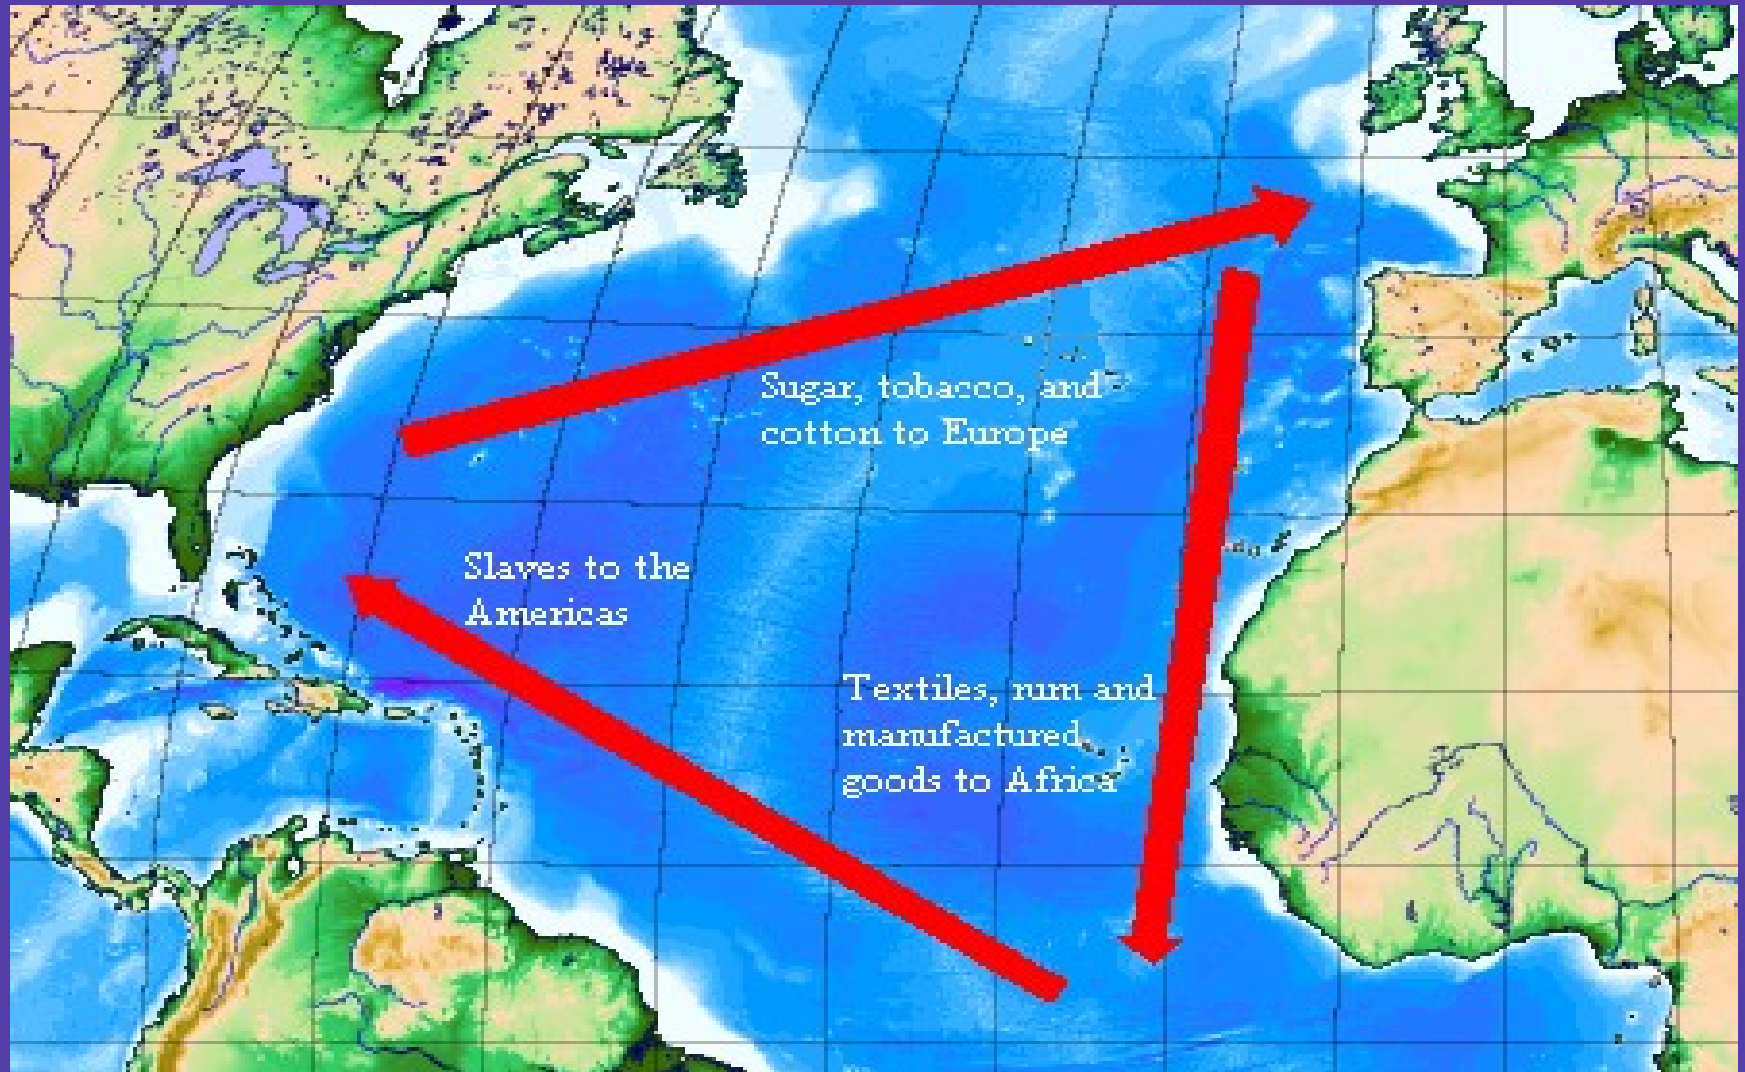 Sugar, tobacco, and
cotton to Europe
Slaves to the
Americas
Textiles, rum and
manufactured
goods to Africa